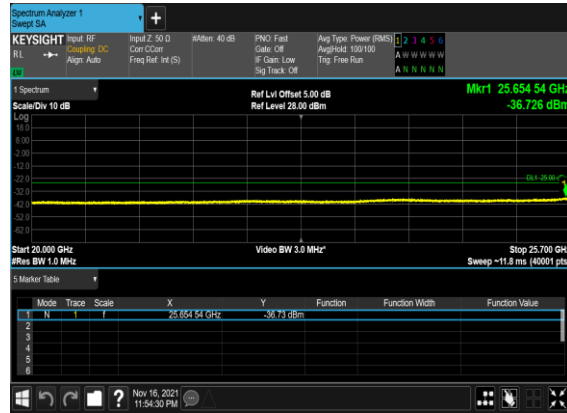 Spectrum Analyzer 1
Swept SA
+
KEYSIGHT Input: RF Input Z: 50 Ω #Atten: 40 dB PNO: Fast Avg Type: Power (RMS) 1 2 3 4 5 6
RL Coupling: DC Corr CCorr Gate: Off Avg|Hold: 100/100 A W W W W W
Align: Auto Freq Ref: Int (S) IF Gain: Low Trig: Free Run
LW Sig Track: Off A N N N N N
1 Spectrum Ref Lvl Offset 5.00 dB Mkr1 25.654 54 GHz
Scale/Div 10 dB Ref Level 28.00 dBm -36.726 dBm
Log
18.0
8.00
-2.00
-12.0
-22.0 DL1 -25.00
-32.0
-42.0
-52.0
-62.0
Start 20.000 GHz Video BW 3.0 MHz* Stop 25.700 GHz
#Res BW 1.0 MHz Sweep ~11.8 ms (40001 pts
5 Marker Table
Mode Trace Scale X Y Function Function Width Function Value
1 N 1 f 25.654 54 GHz -36.73 dBm
2
3
4
5
6
? Nov 16, 2021
11:54:30 PM